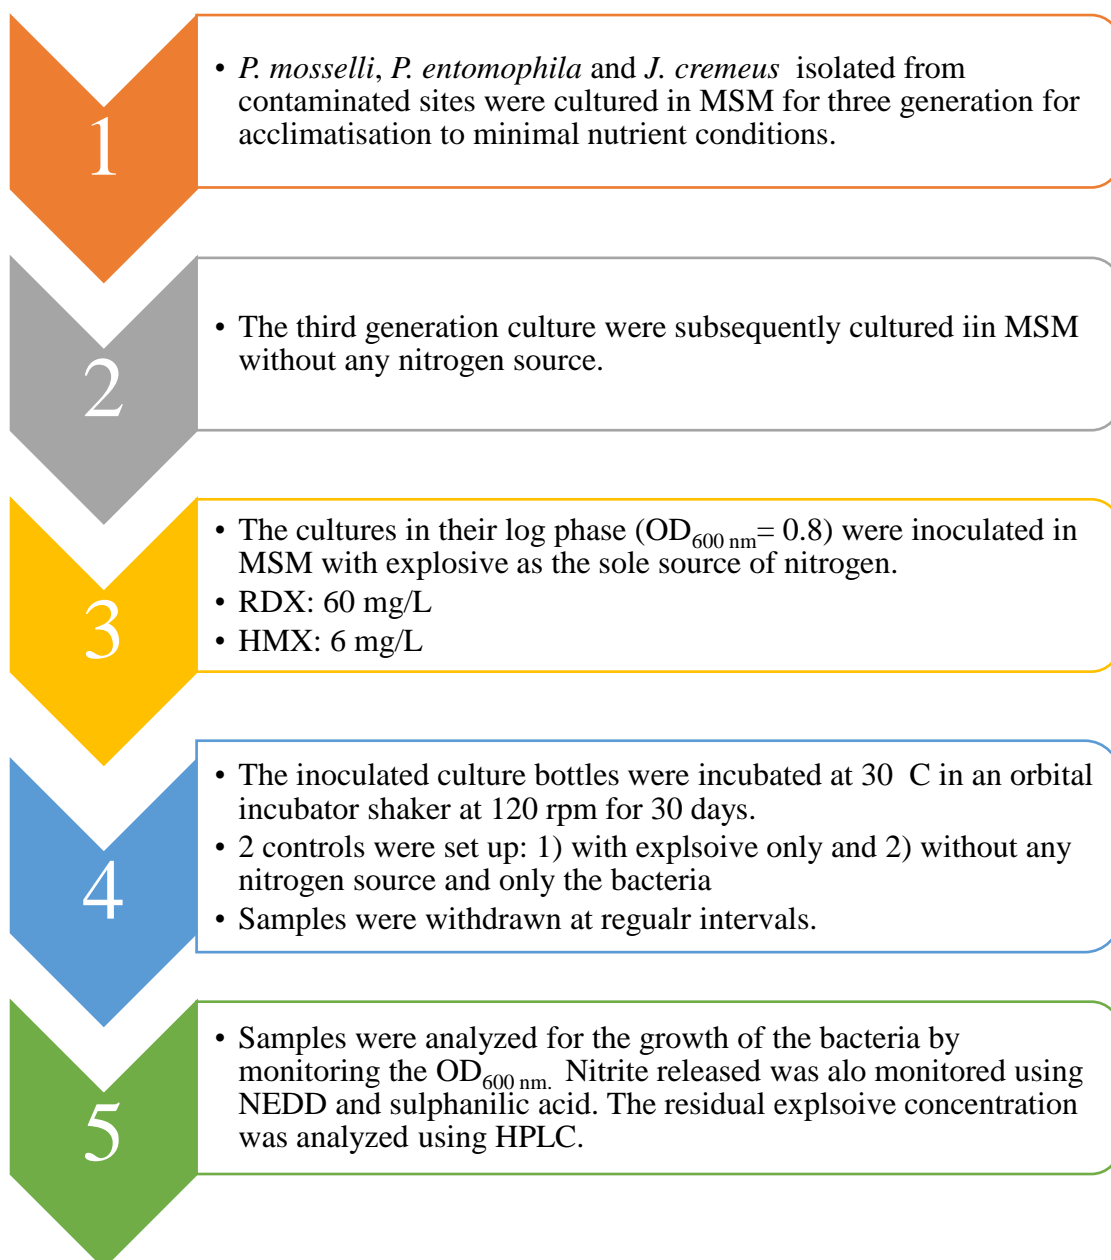 1
• P. mosselli, P. entomophila and J. cremeus isolated from
contaminated sites were cultured in MSM for three generation for
acclimatisation to minimal nutrient conditions.
2
• The third generation culture were subsequently cultured iin MSM
without any nitrogen source.
3
• The cultures in their log phase (OD600 nm= 0.8) were inoculated in
MSM with explosive as the sole source of nitrogen.
• RDX: 60 mg/L
• HMX: 6 mg/L
4
• The inoculated culture bottles were incubated at 30 C in an orbital
incubator shaker at 120 rpm for 30 days.
• 2 controls were set up: 1) with explsoive only and 2) without any
nitrogen source and only the bacteria
• Samples were withdrawn at regualr intervals.
5
• Samples were analyzed for the growth of the bacteria by
monitoring the OD600 nm. Nitrite released was alo monitored using
NEDD and sulphanilic acid. The residual explsoive concentration
was analyzed using HPLC.